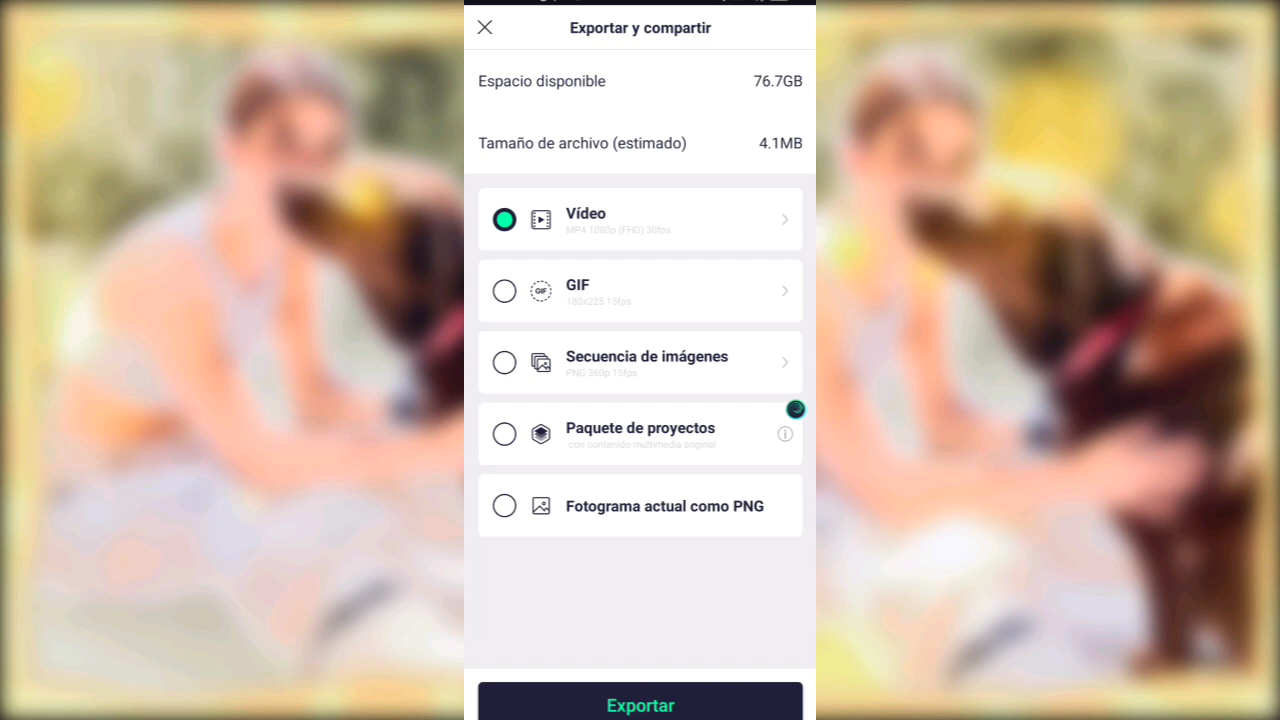 Exportar y compartir
Espacio disponible 76.7GB
Tamaño de archivo (estimado) 4.1MB
Vídeo
MP4 1080p (FHD) 30fps
GIF
GIF
180x225 15fps
Secuencia de imágenes
PNG 360p 15fps
Paquete de proyectos
con contenido multimedia original
Fotograma actual como PNG
Exportar